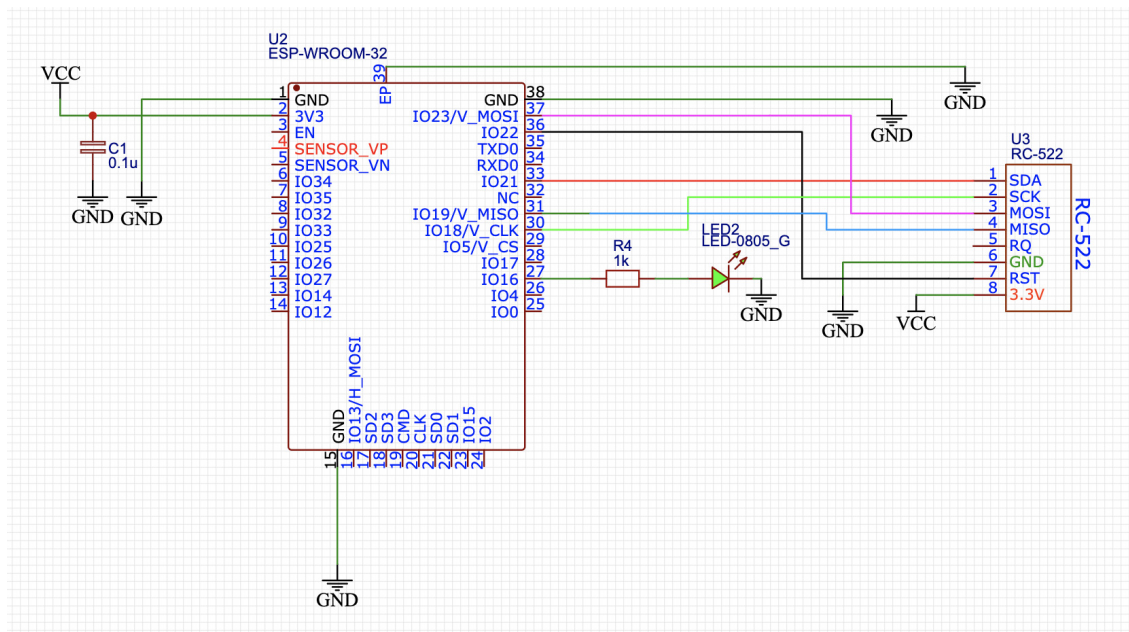 U2
ESP-WROOM-32
VCC
C1
0.1u
GND
GND
1
GND
2
3V3
3
EN
4
SENSOR_VP
5
SENSOR_VN
6
IO34
7
IO35
8
IO32
9
IO33
10
IO25
11
IO26
12
IO27
13
IO14
14
IO12
39
EP
38
GND
37
IO23/V_MOSI
36
IO22
35
TXD0
34
RXD0
33
IO21
32
NC
31
IO19/V_MISO
30
IO18/V_CLK
29
IO5/V_CS
28
IO17
27
IO16
26
IO4
25
IO0
15
GND
16
IO13/H_MOSI
17
SD2
18
SD3
19
CMD
20
CLK
21
SD0
22
SD1
23
IO15
24
IO2
GND
GND
GND
R4
1k
LED2
LED-0805_G
GND
GND
VCC
U3
RC-522
1
SDA
2
SCK
3
MOSI
4
MISO
5
RQ
6
GND
7
RST
8
3.3V
RC-522